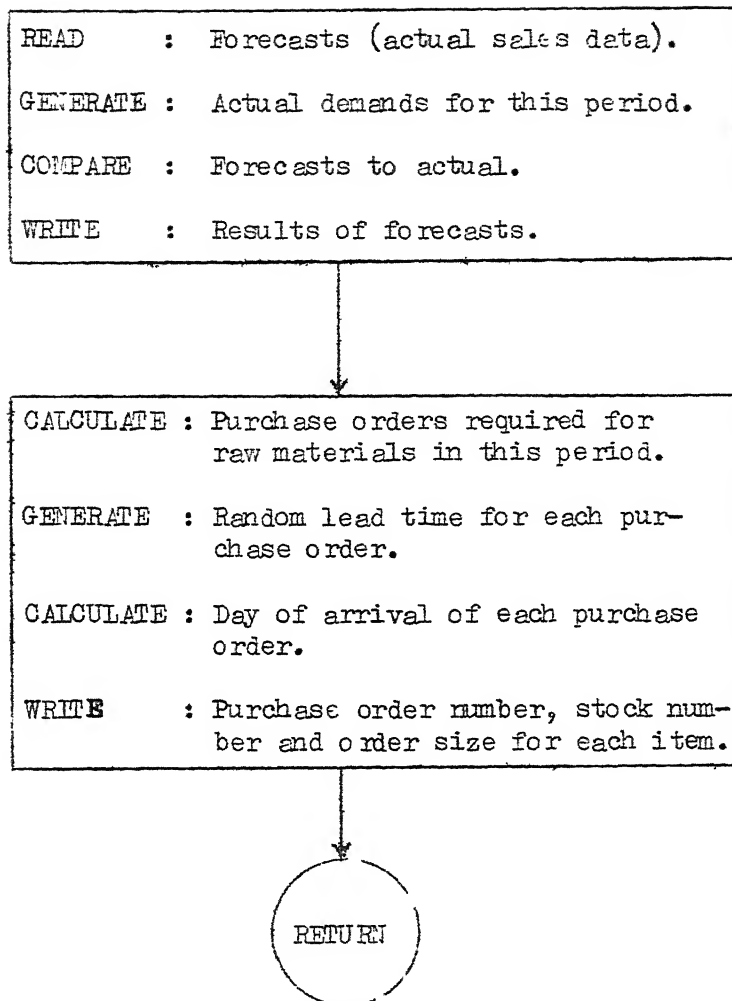 READ : Forecasts (actual sales data).
GENERATE : Actual demands for this period.
COMPARE : Forecasts to actual.
WRITE : Results of forecasts.
CALCULATE : Purchase orders required for
raw materials in this period.
GENERATE : Random lead time for each pur-
chase order.
CALCULATE : Day of arrival of each purchase
order.
WRITE : Purchase order number, stock num-
ber and order size for each item.
RETURN